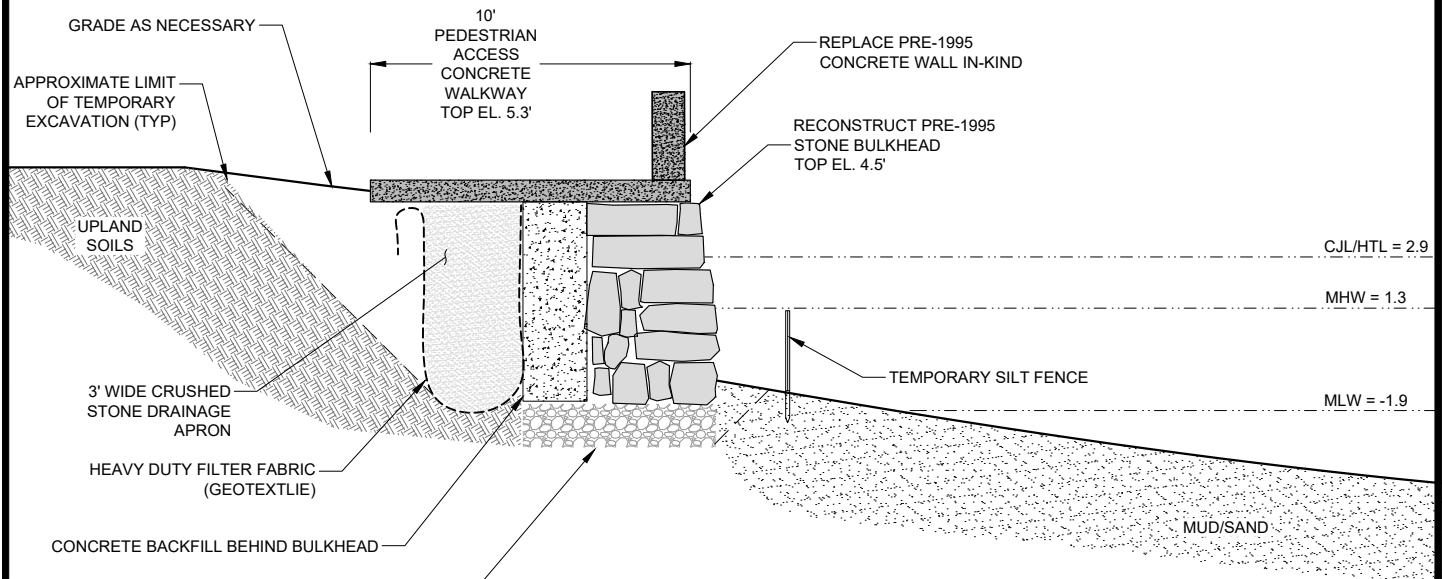 GRADE AS NECESSARY
10'
PEDESTRIAN
ACCESS
CONCRETE
WALKWAY
TOP EL. 5.3'
REPLACE PRE-1995
CONCRETE WALL IN-KIND
APPROXIMATE LIMIT
OF TEMPORARY
EXCAVATION (TYP)
RECONSTRUCT PRE-1995
STONE BULKHEAD
TOP EL. 4.5'
UPLAND
SOILS
CJL/HTL = 2.9
MHW = 1.3
3' WIDE CRUSHED
STONE DRAINAGE
APRON
TEMPORARY SILT FENCE
MLW = -1.9
HEAVY DUTY FILTER FABRIC
(GEOTEXTLIE)
MUD/SAND
CONCRETE BACKFILL BEHIND BULKHEAD